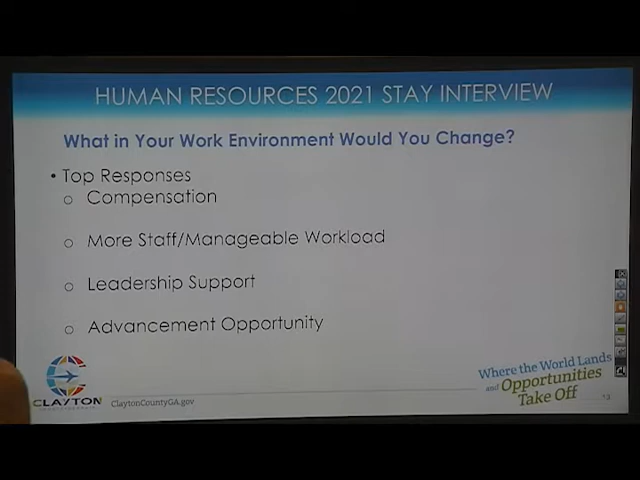 HUMAN RESOURCES 2021 STAY INTERVIEW
What in Your Work Environment Would You Change?
• Top Responses
o Compensation
o More Staff/Manageable Workload
o Leadership Support
o Advancement Opportunity
CLAYTON
ClaytonCountyGA.gov
Where the World Lands
and Opportunities
Take Off
13